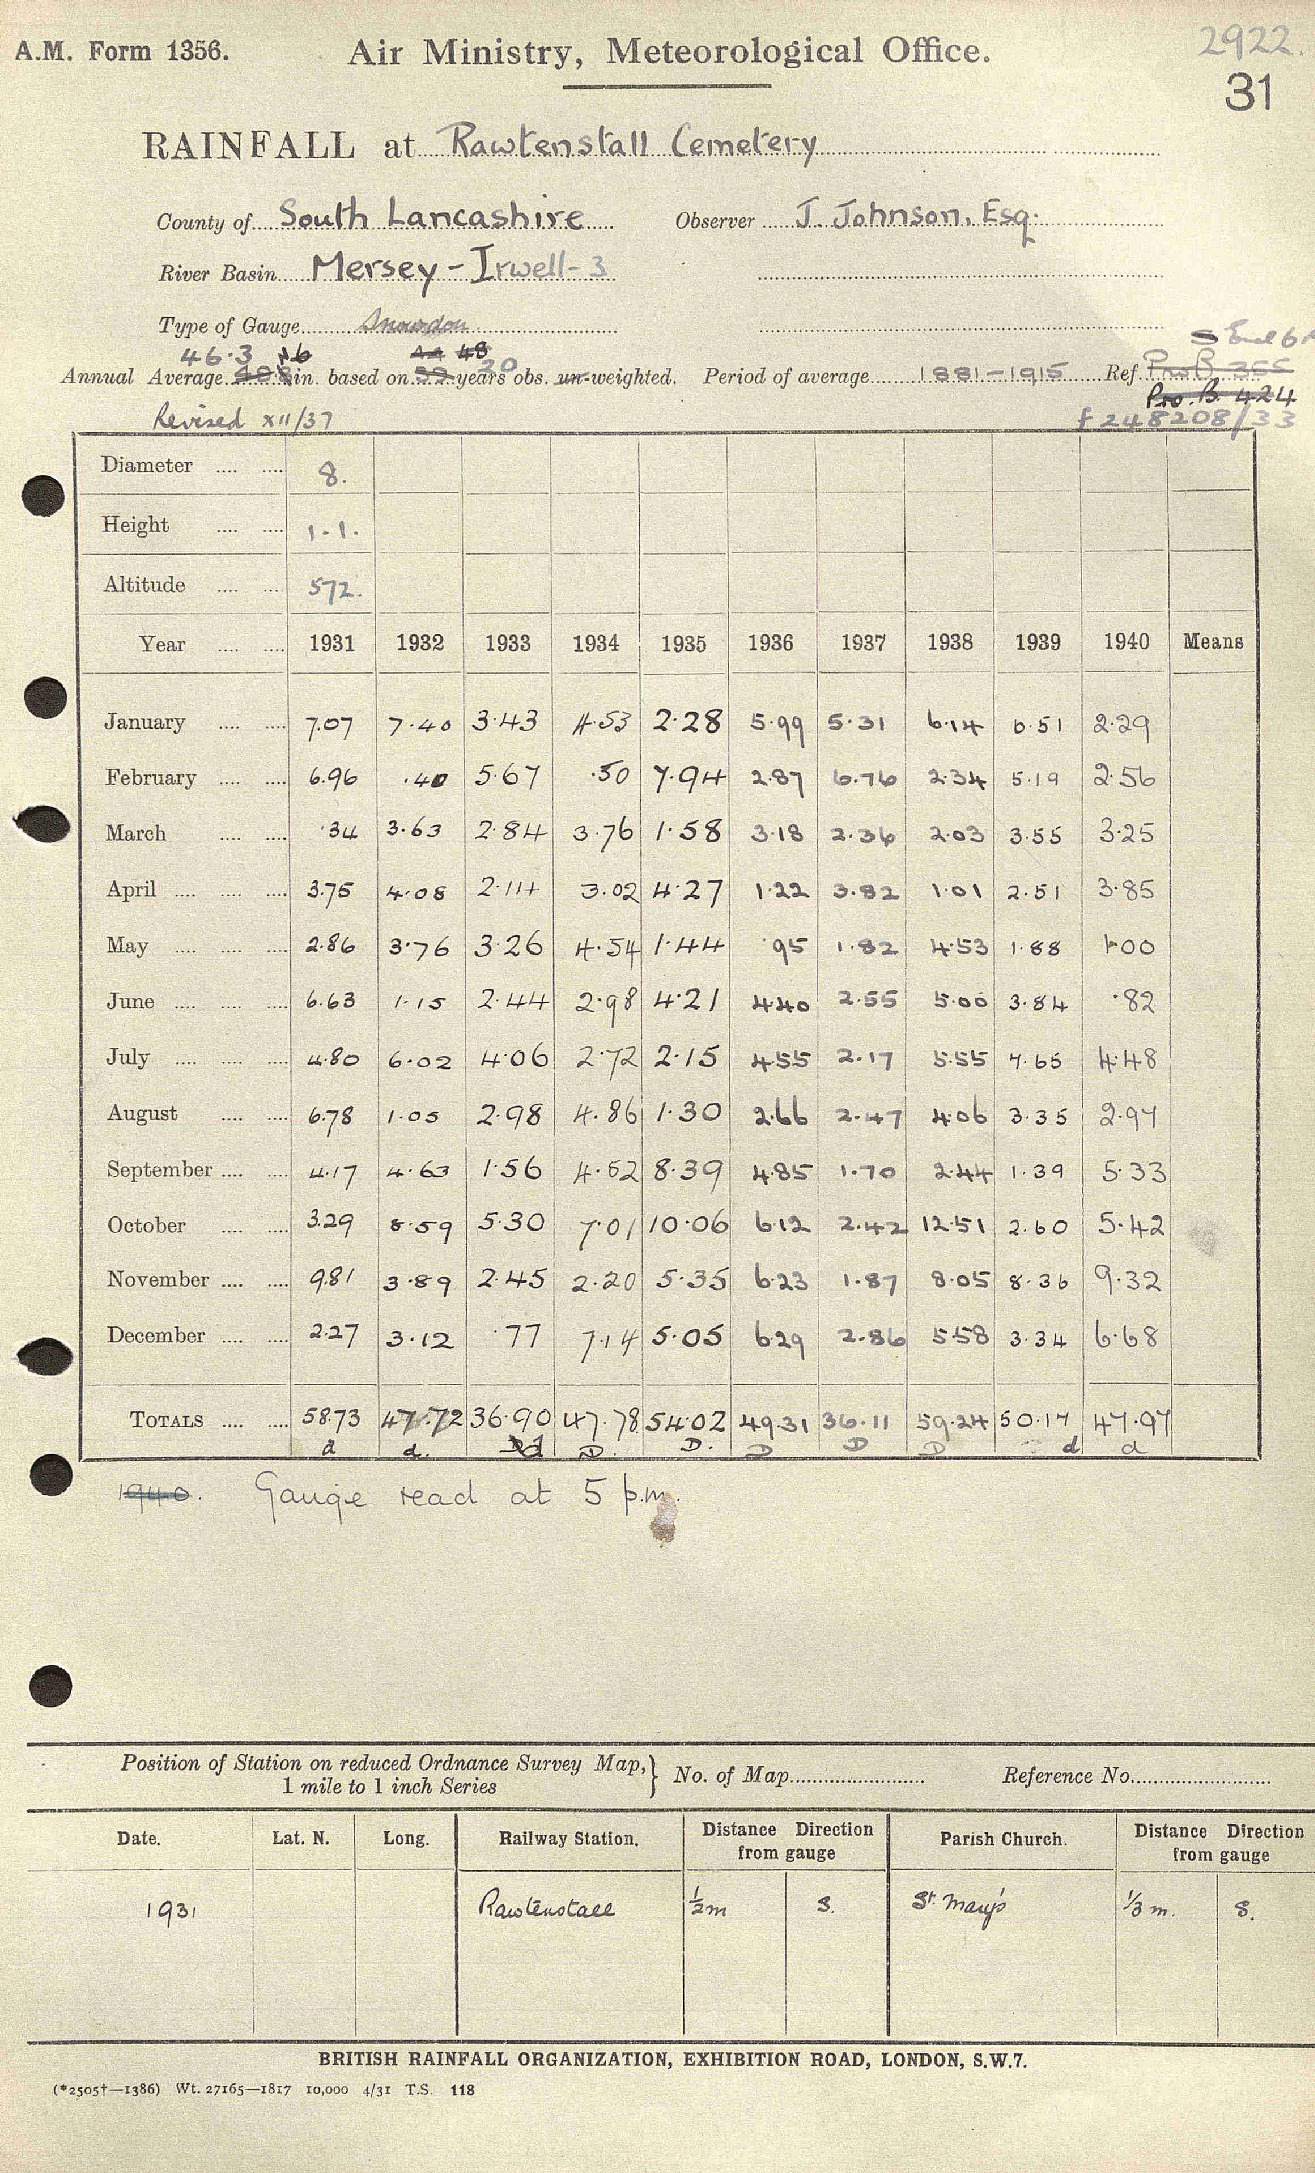 A.M. Form 1356. Air Ministry, Meteorological Office. 2922.
31
RAINFALL at Rawtenstall Cemetery
County of South Lancashire Observer J. Johnson, Esq.
River Basin Mersey - Irwell - 3
Type of Gauge Snowdon
46.3
Annual Average in. based on 20 years obs. un-weighted. Period of average 1881-1915 Ref Pro B 355
Pro. B. 424
Revised XII/37 f 248208/33
Diameter 8.
Height 1-1.
Altitude 572.
Year 1931 1932 1933 1934 1935 1936 1937 1938 1939 1940 Means
January 7.07 7.40 3.43 4.53 2.28 5.99 5.31 6.14 6.51 2.29
February 6.96 .40 5.67 .50 7.94 2.87 6.76 2.34 5.19 2.56
March .34 3.63 2.84 3.76 1.58 3.18 2.36 2.03 3.55 3.25
April 3.75 4.08 2.14 3.02 4.27 1.22 3.82 1.01 2.51 3.85
May 2.86 3.76 3.26 4.54 1.44 .95 1.82 4.53 1.88 1.00
June 6.63 1.15 2.44 2.98 4.21 4.40 2.55 5.00 3.84 .82
July 4.80 6.02 4.06 2.72 2.15 4.55 2.17 5.55 7.65 4.48
August 6.78 1.05 2.98 4.86 1.30 2.66 2.47 4.06 3.35 2.97
September 4.17 4.63 1.56 4.52 8.39 4.85 1.70 2.44 1.39 5.33
October 3.29 8.59 5.30 7.01 10.06 6.12 2.42 12.51 2.60 5.42
November 9.81 3.89 2.45 2.20 5.35 6.23 1.87 8.05 8.36 9.32
December 2.27 3.12 .77 7.14 5.05 6.29 2.86 5.58 3.34 6.68
TOTALS 58.73 47.72 36.90 47.78 54.02 49.31 36.11 59.24 50.17 47.97
d d. Dd D. D. D D D d d
1940. Gauge read at 5 p.m.
Position of Station on reduced Ordnance Survey Map,} No. of Map Reference No.
1 mile to 1 inch Series
Date. Lat. N. Long. Railway Station. Distance Direction from gauge Parish Church. Distance Direction from gauge
1931 Rawtenstall ½m S. St. Mary's ⅓ m. S.
BRITISH RAINFALL ORGANIZATION, EXHIBITION ROAD, LONDON, S.W.7.
(*2505†—1386) Wt. 27165—1817 10,000 4/31 T.S. 118